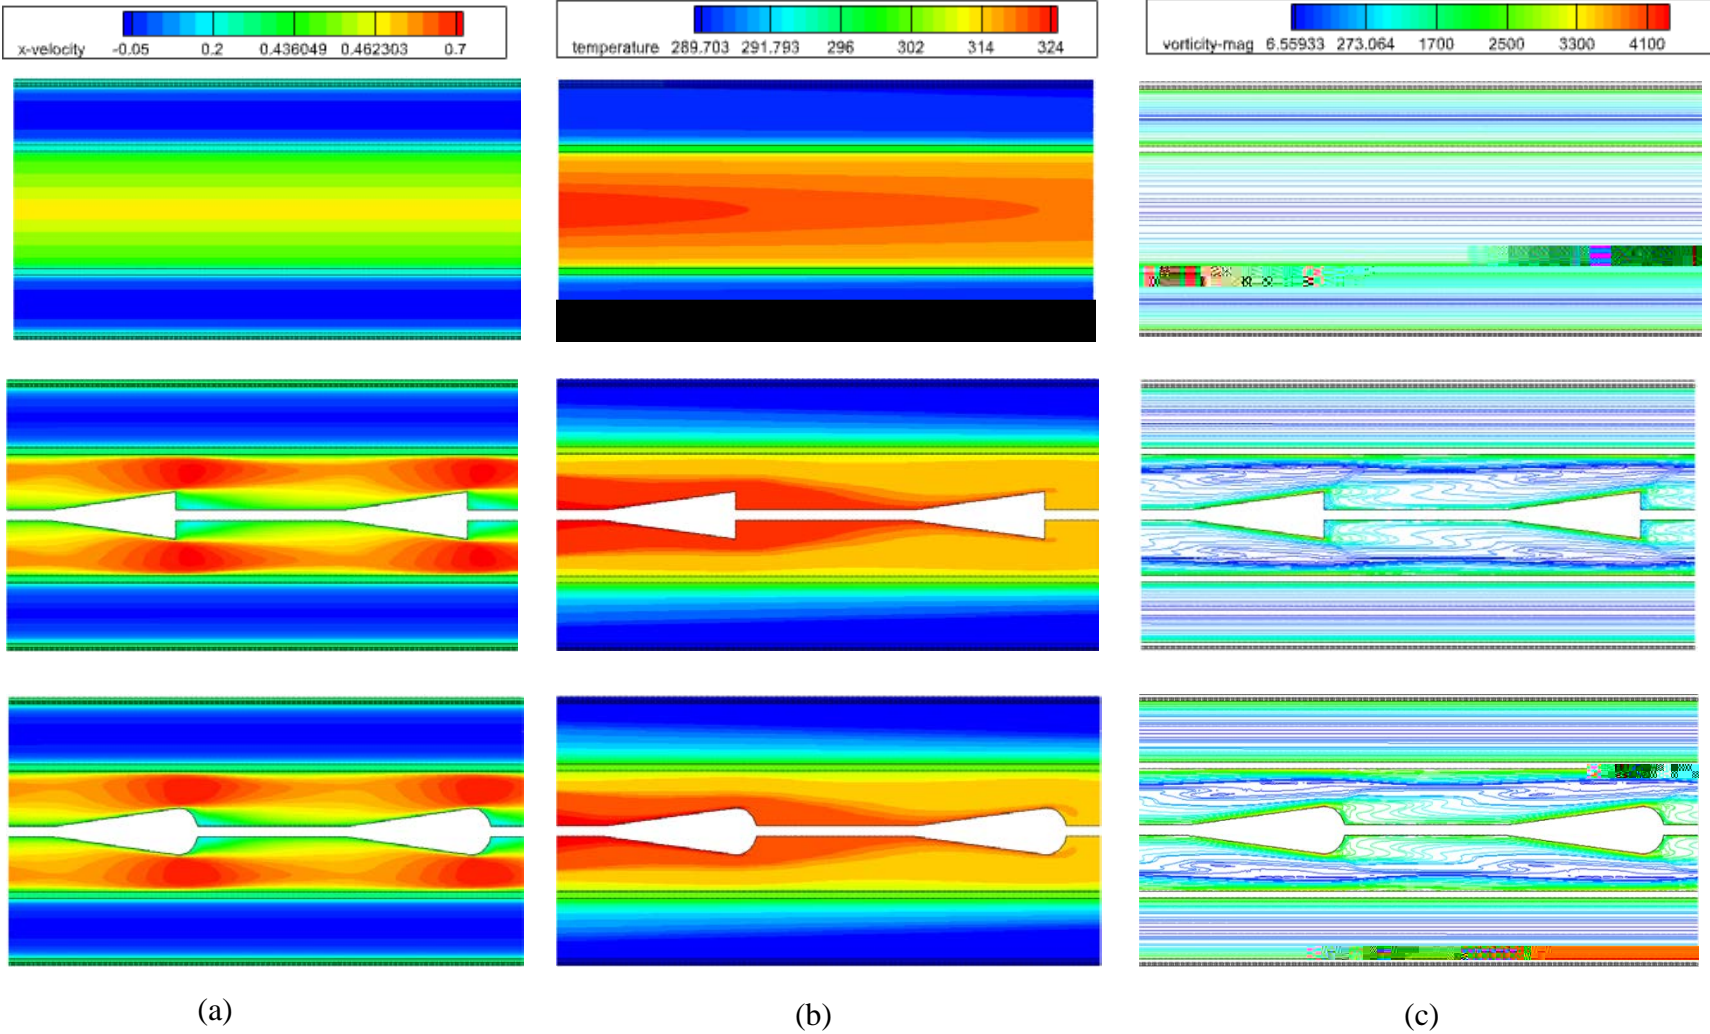 x-velocity -0.05 0.2 0.436049 0.462303 0.7
temperature 289.703 291.793 296 302 314 324
vorticity-mag 6.55933 273.064 1700 2500 3300 4100
(a) (b) (c)